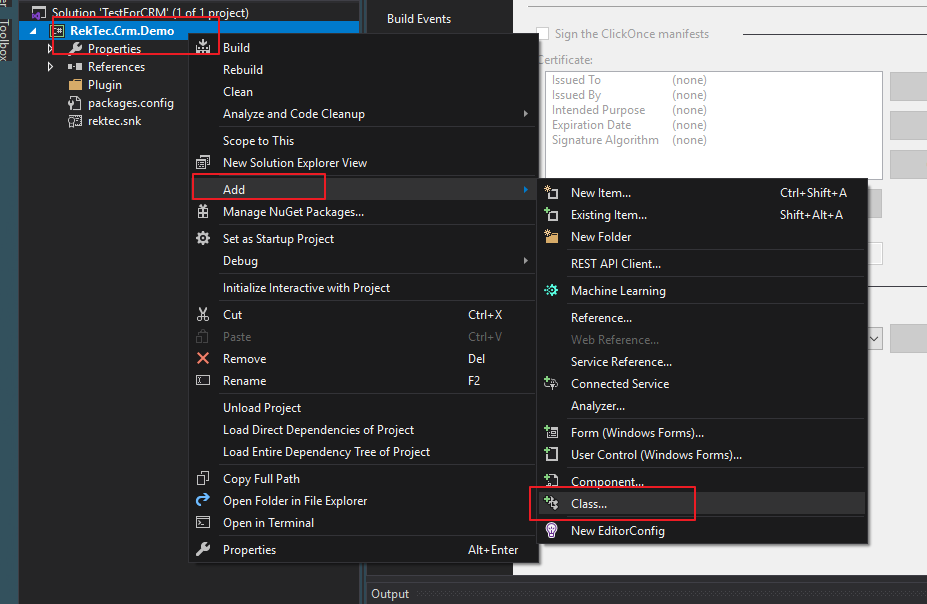 Toolbox
Solution 'TestForCRM' (1 of 1 project)
RekTec.Crm.Demo
Properties
References
Plugin
packages.config
rektec.snk
Build
Rebuild
Clean
Analyze and Code Cleanup
Scope to This
New Solution Explorer View
Add
Manage NuGet Packages...
Set as Startup Project
Debug
Initialize Interactive with Project
Cut Ctrl+X
Paste Ctrl+V
Remove Del
Rename F2
Unload Project
Load Direct Dependencies of Project
Load Entire Dependency Tree of Project
Copy Full Path
Open Folder in File Explorer
Open in Terminal
Properties Alt+Enter
Build Events
Sign the ClickOnce manifests
Certificate:
Issued To (none)
Issued By (none)
Intended Purpose (none)
Expiration Date (none)
Signature Algorithm (none)
New Item... Ctrl+Shift+A
Existing Item... Shift+Alt+A
New Folder
REST API Client...
Machine Learning
Reference...
Web Reference...
Service Reference...
Connected Service
Analyzer...
Form (Windows Forms)...
User Control (Windows Forms)...
Component...
Class...
New EditorConfig
Output